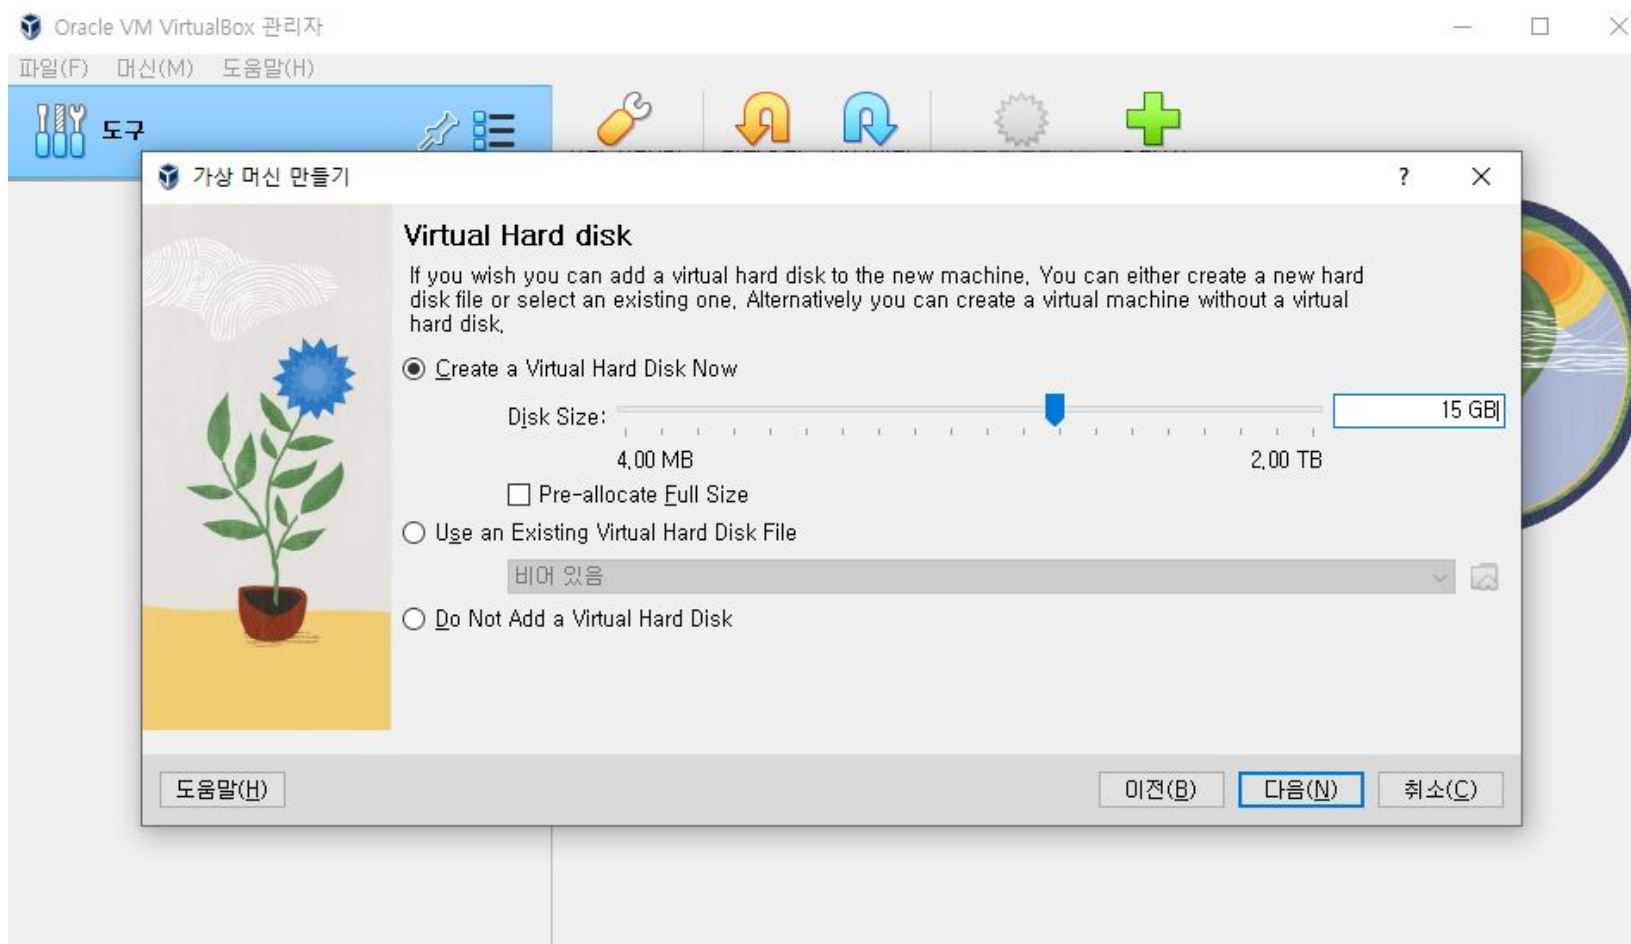 Oracle VM VirtualBox 관리자
파일(F) 머신(M) 도움말(H)
도구
가상 머신 만들기
?
Virtual Hard disk
If you wish you can add a virtual hard disk to the new machine. You can either create a new hard
disk file or select an existing one. Alternatively you can create a virtual machine without a virtual
hard disk.
Create a Virtual Hard Disk Now
Disk Size: 15 GB
4.00 MB 2.00 TB
Pre-allocate Full Size
Use an Existing Virtual Hard Disk File
비어 있음
Do Not Add a Virtual Hard Disk
도움말(H) 이전(B) 다음(N) 취소(C)